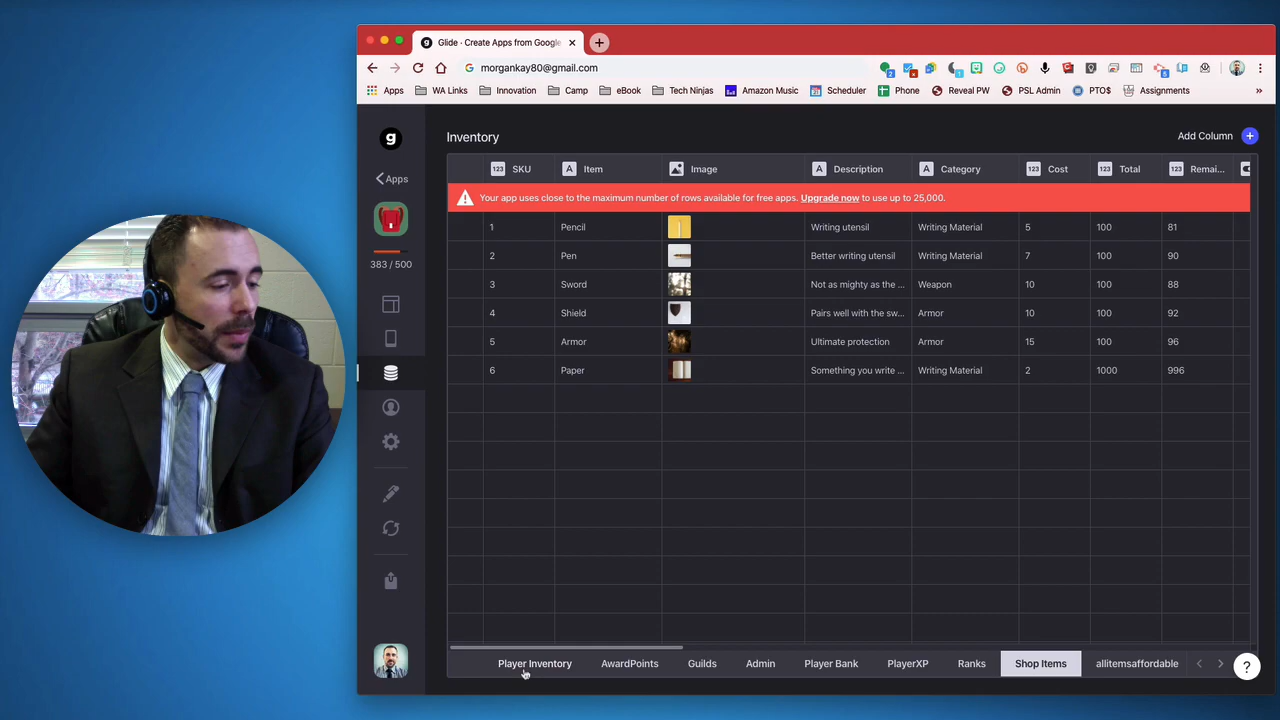 Glide · Create Apps from Google
morgankay80@gmail.com
2 1 5
Apps WA Links Innovation Camp eBook Tech Ninjas Amazon Music Scheduler Phone Reveal PW PSL Admin PTO$ Assignments »
g
Inventory Add Column
Apps
123 SKU A Item Image A Description A Category 123 Cost 123 Total 123 Remai...
Your app uses close to the maximum number of rows available for free apps. Upgrade now to use up to 25,000.
383 / 500
1 Pencil Writing utensil Writing Material 5 100 81
2 Pen Better writing utensil Writing Material 7 100 90
3 Sword Not as mighty as the ... Weapon 10 100 88
4 Shield Pairs well with the sw... Armor 10 100 92
5 Armor Ultimate protection Armor 15 100 96
6 Paper Something you write ... Writing Material 2 1000 996
Player Inventory AwardPoints Guilds Admin Player Bank PlayerXP Ranks Shop Items allitemsaffordable ?